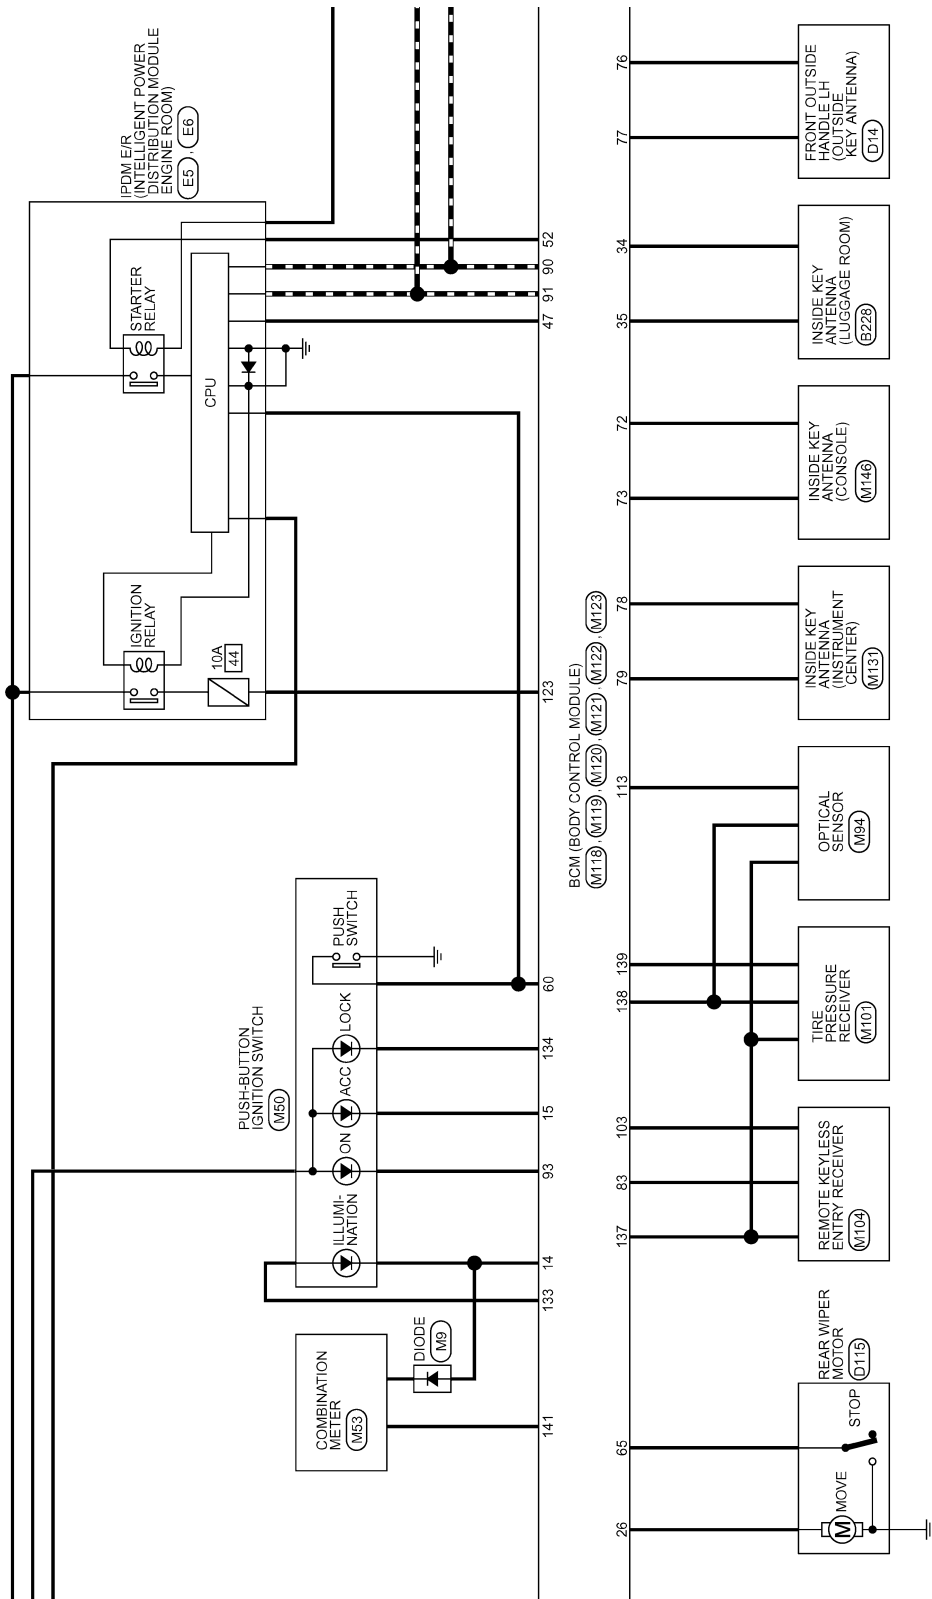 IPDM E/R
(INTELLIGENT POWER
DISTRIBUTION MODULE
ENGINE ROOM)
E5 , E6
STARTER
RELAY
CPU
IGNITION
RELAY
10A
44
52
90
91
47
123
PUSH-BUTTON
IGNITION SWITCH
M50
PUSH
SWITCH
LOCK
ACC
ON
ILLUMI-
NATION
60
134
15
93
14
133
141
COMBINATION
METER
M53
DIODE
M9
BCM (BODY CONTROL MODULE)
M118 , M119 , M120 , M121 , M122 , M123
76
77
34
35
72
73
78
79
113
139
138
103
83
137
65
26
FRONT OUTSIDE
HANDLE LH
(OUTSIDE
KEY ANTENNA)
D14
INSIDE KEY
ANTENNA
(LUGGAGE ROOM)
B228
INSIDE KEY
ANTENNA
(CONSOLE)
M146
INSIDE KEY
ANTENNA
(INSTRUMENT
CENTER)
M131
OPTICAL
SENSOR
M94
TIRE
PRESSURE
RECEIVER
M101
REMOTE KEYLESS
ENTRY RECEIVER
M104
REAR WIPER
MOTOR
D115
STOP
MOVE
M